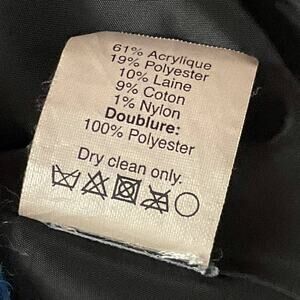 61% Acrylique
19% Polyester
10% Laine
9% Coton
1% Nylon
Doublure:
100% Polyester
Dry clean only.